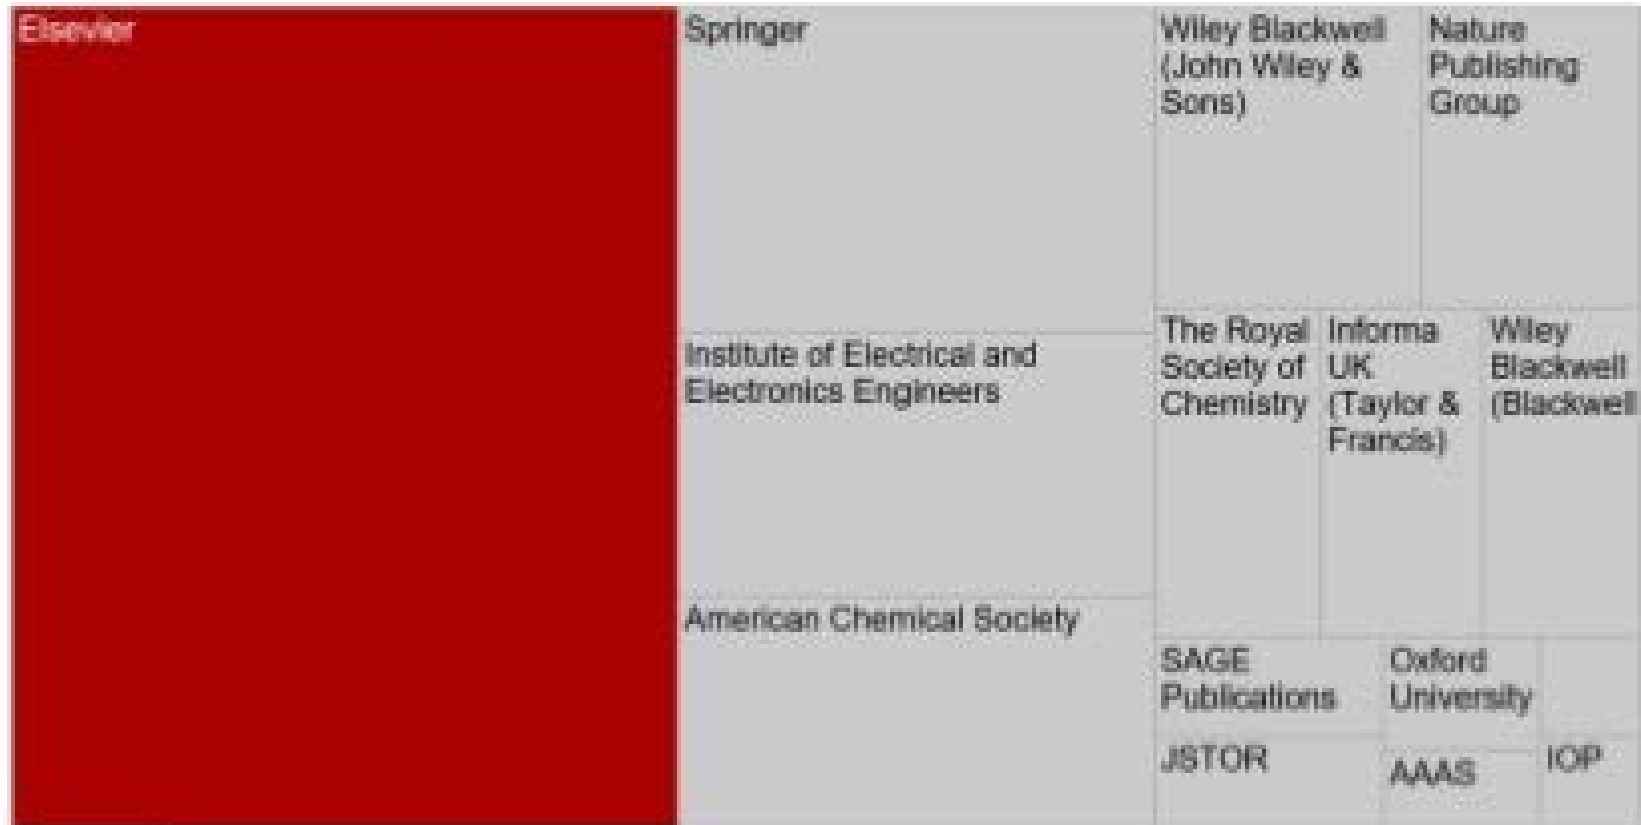 Elsevier
Springer
Institute of Electrical and
Electronics Engineers
American Chemical Society
Wiley Blackwell
(John Wiley &
Sons)
Nature
Publishing
Group
The Royal
Society of
Chemistry
Informa
UK
(Taylor &
Francis)
Wiley
Blackwell
(Blackwell
SAGE
Publications
Oxford
University
JSTOR
AAAS
IOP